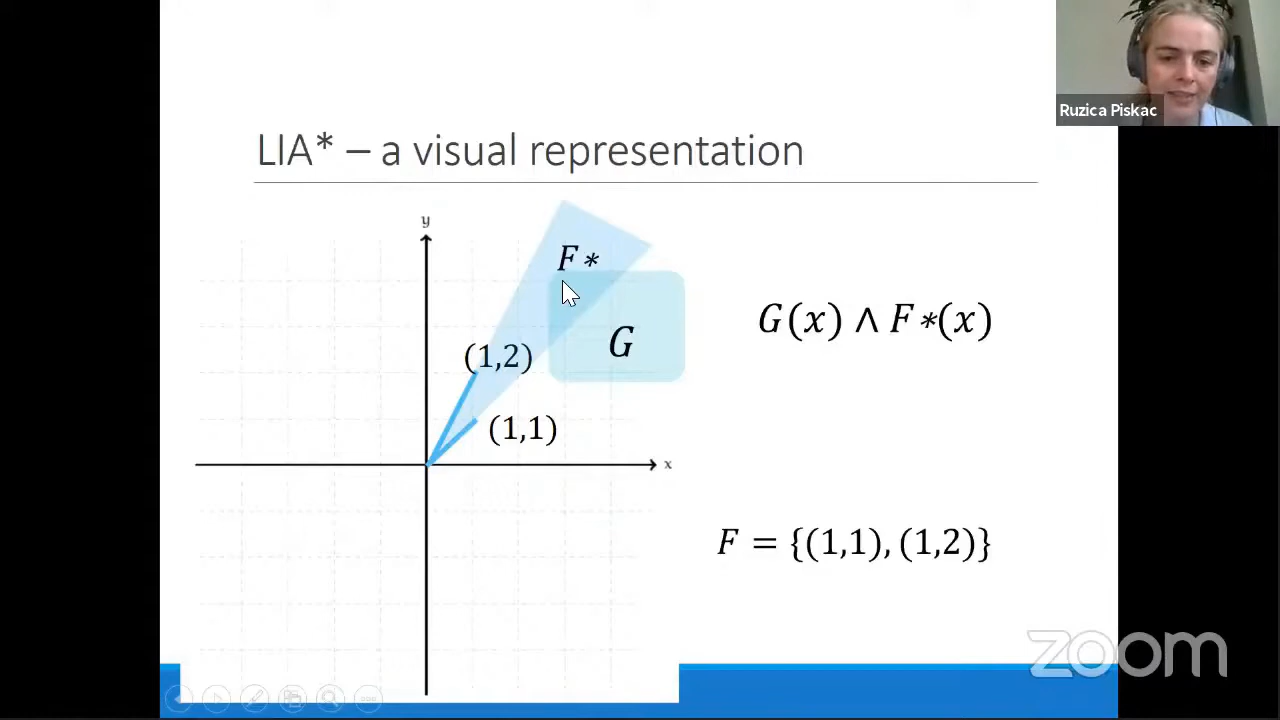 Ruzica Piskac
LIA* – a visual representation
y
F∗
G
G(x) ∧ F∗(x)
(1,2)
(1,1)
x
F = {(1,1), (1,2)}
zoom